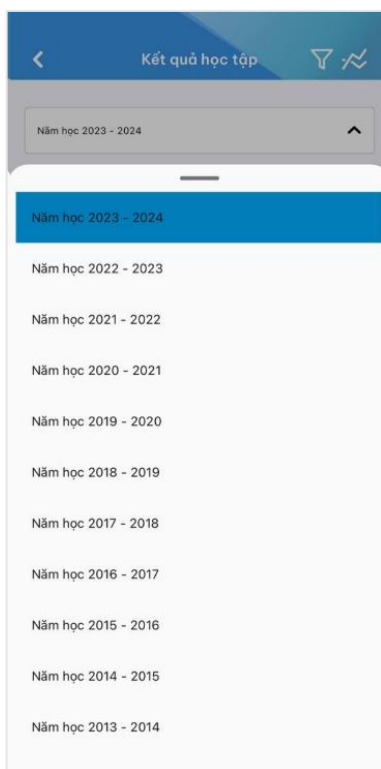 Kết quả học tập
Năm học 2023 - 2024
Năm học 2023 - 2024
Năm học 2022 - 2023
Năm học 2021 - 2022
Năm học 2020 - 2021
Năm học 2019 - 2020
Năm học 2018 - 2019
Năm học 2017 - 2018
Năm học 2016 - 2017
Năm học 2015 - 2016
Năm học 2014 - 2015
Năm học 2013 - 2014